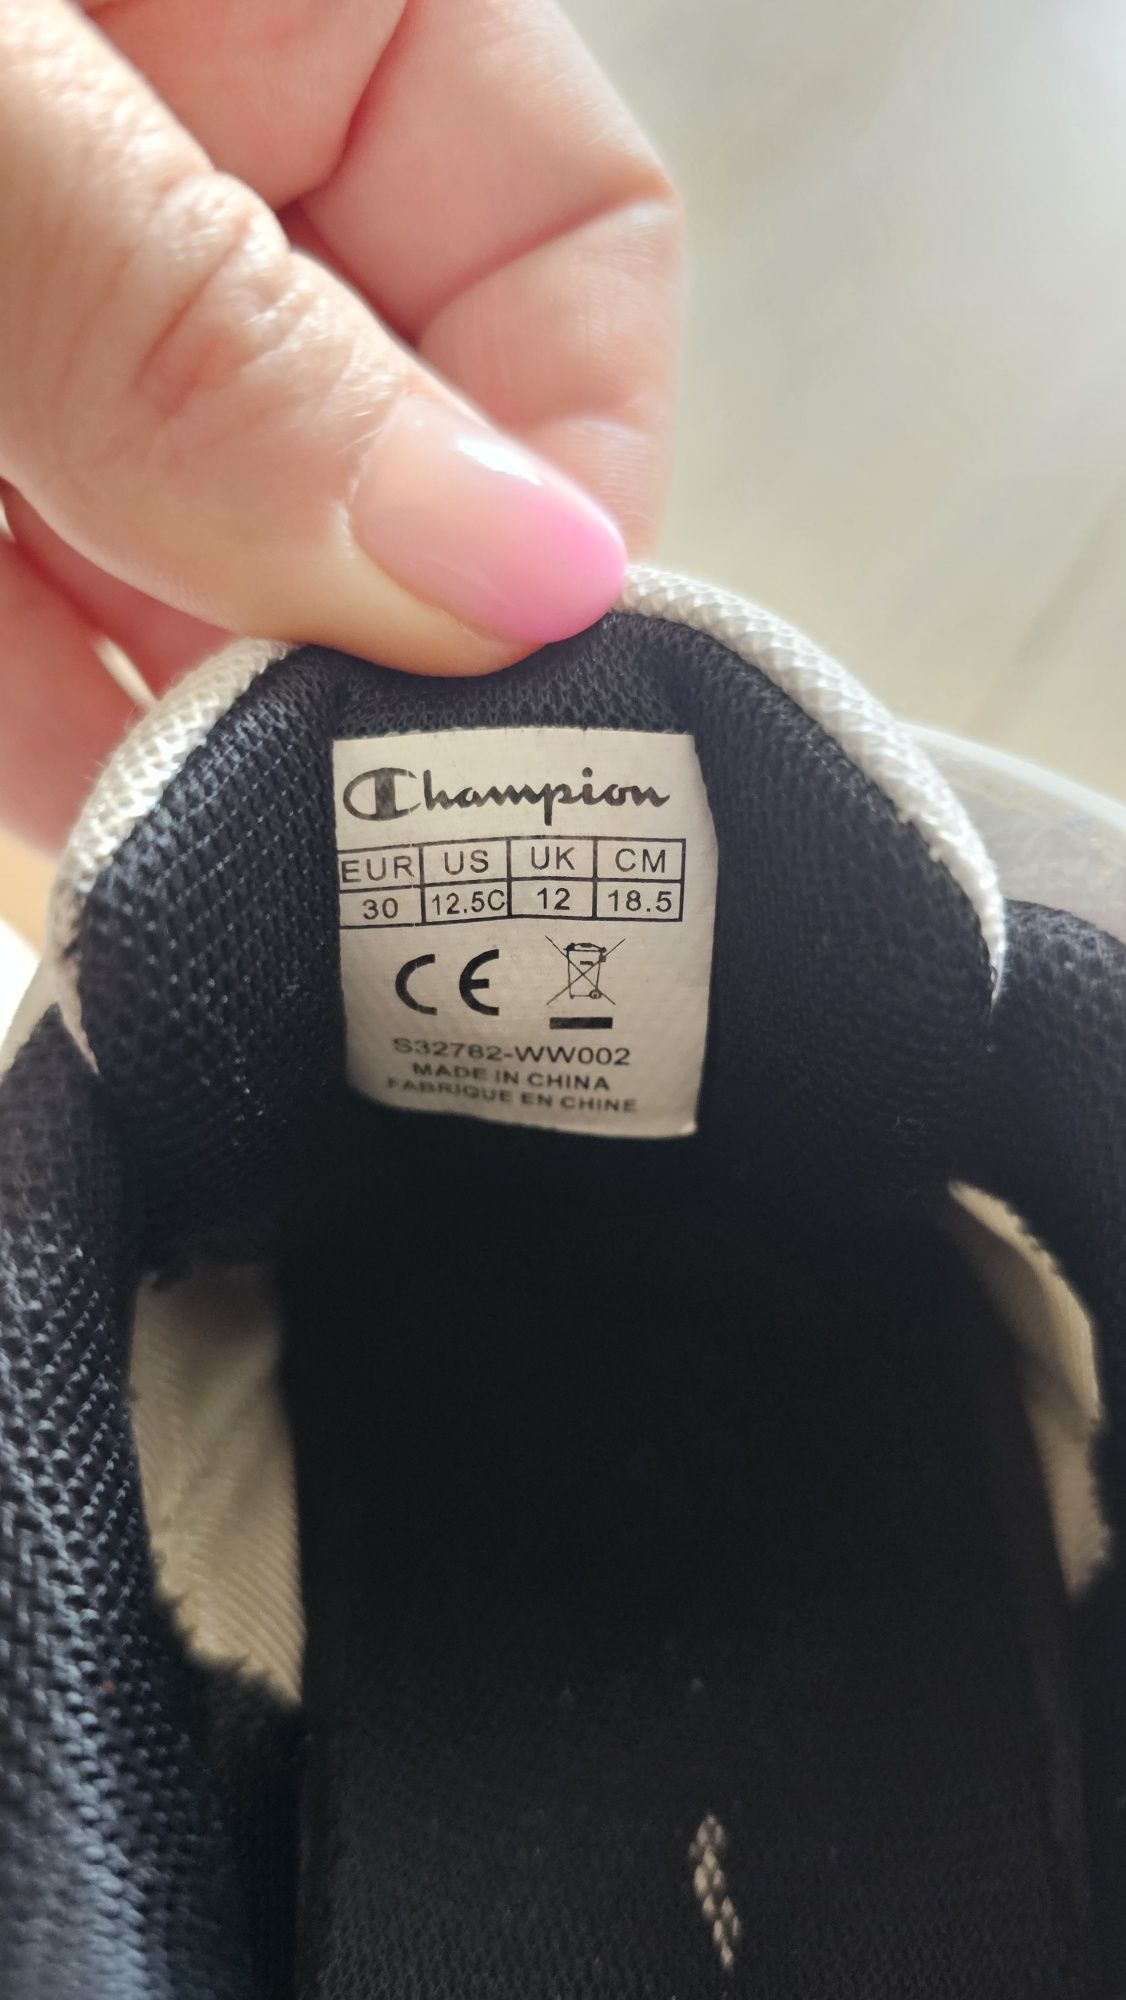 Champion
EUR US UK CM
30 12.5C 12 18.5
CE
S32782-WW002
MADE IN CHINA
FABRIQUE EN CHINE